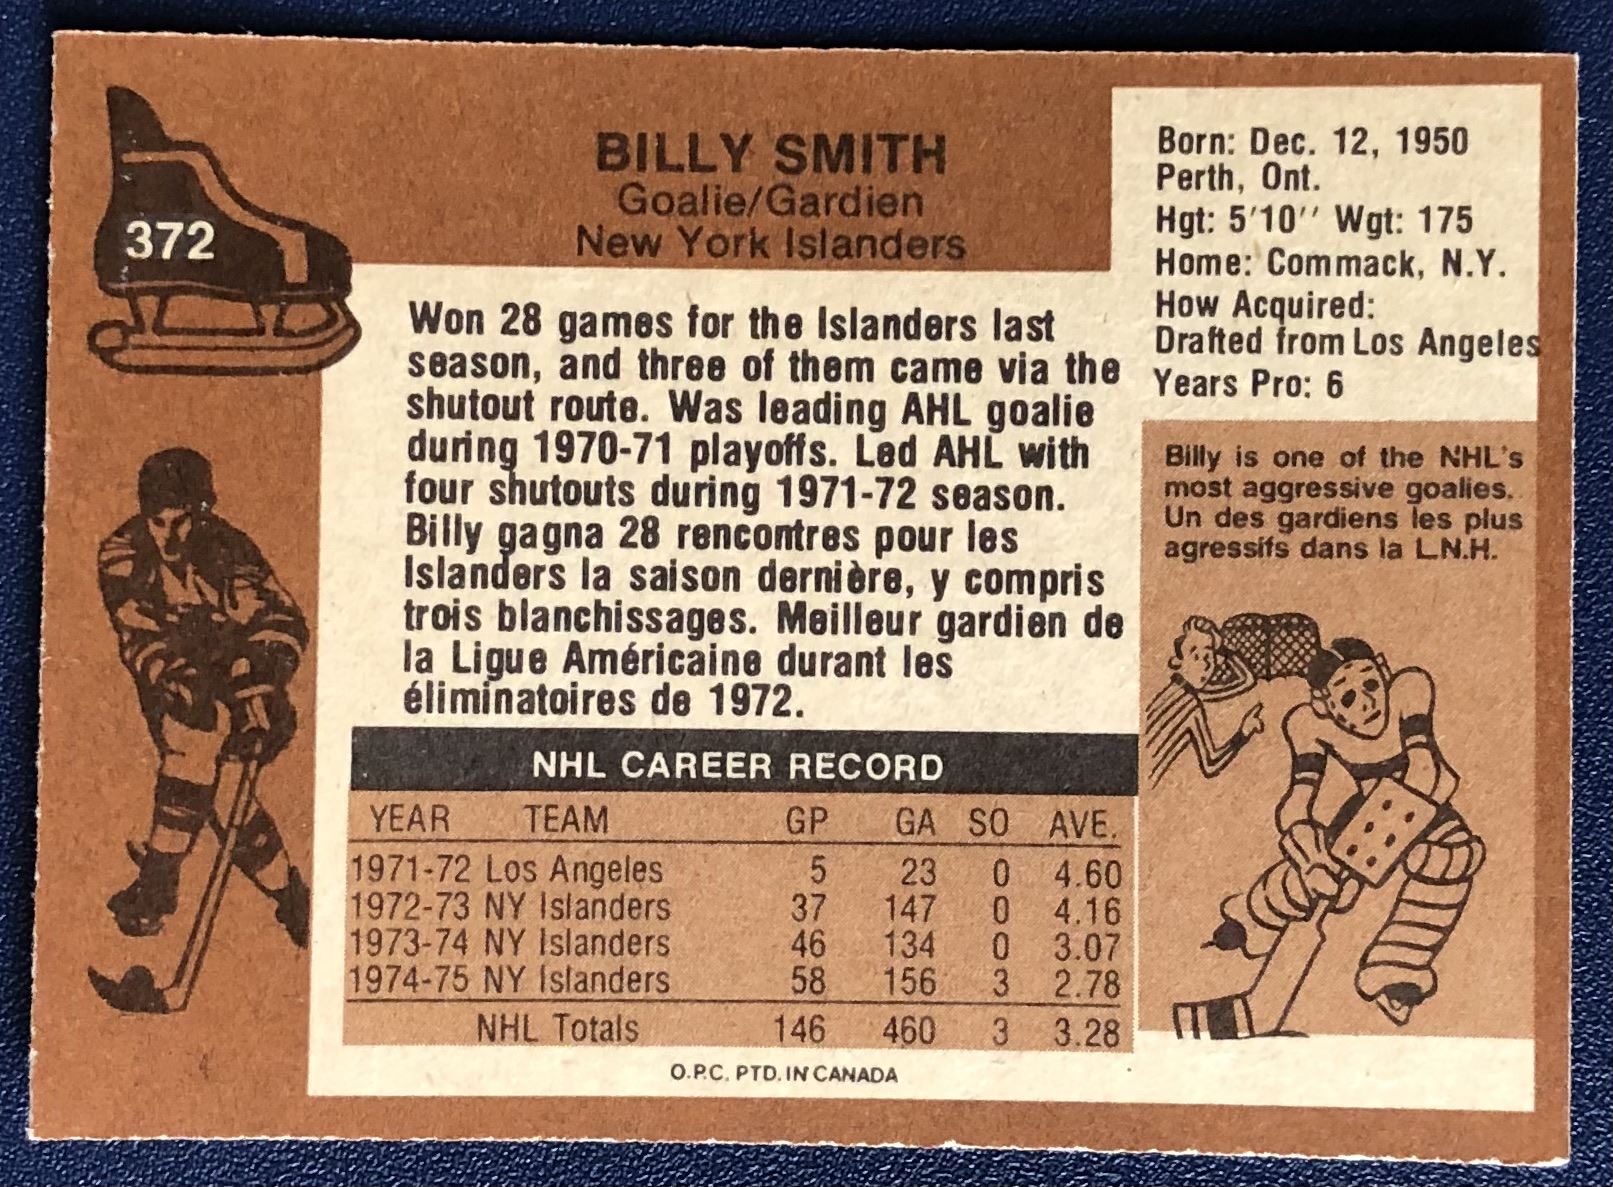 372
BILLY SMITH
Goalie/Gardien
New York Islanders
Born: Dec. 12, 1950
Perth, Ont.
Hgt: 5'10'' Wgt: 175
Home: Commack, N.Y.
How Acquired:
Drafted from Los Angeles
Years Pro: 6
Won 28 games for the Islanders last
season, and three of them came via the
shutout route. Was leading AHL goalie
during 1970-71 playoffs. Led AHL with
four shutouts during 1971-72 season.
Billy gagna 28 rencontres pour les
Islanders la saison dernière, y compris
trois blanchissages. Meilleur gardien de
la Ligue Américaine durant les
éliminatoires de 1972.
Billy is one of the NHL's
most aggressive goalies.
Un des gardiens les plus
agressifs dans la L.N.H.
NHL CAREER RECORD
YEAR TEAM GP GA SO AVE.
1971-72 Los Angeles 5 23 0 4.60
1972-73 NY Islanders 37 147 0 4.16
1973-74 NY Islanders 46 134 0 3.07
1974-75 NY Islanders 58 156 3 2.78
NHL Totals 146 460 3 3.28
O.P.C. PTD. IN CANADA